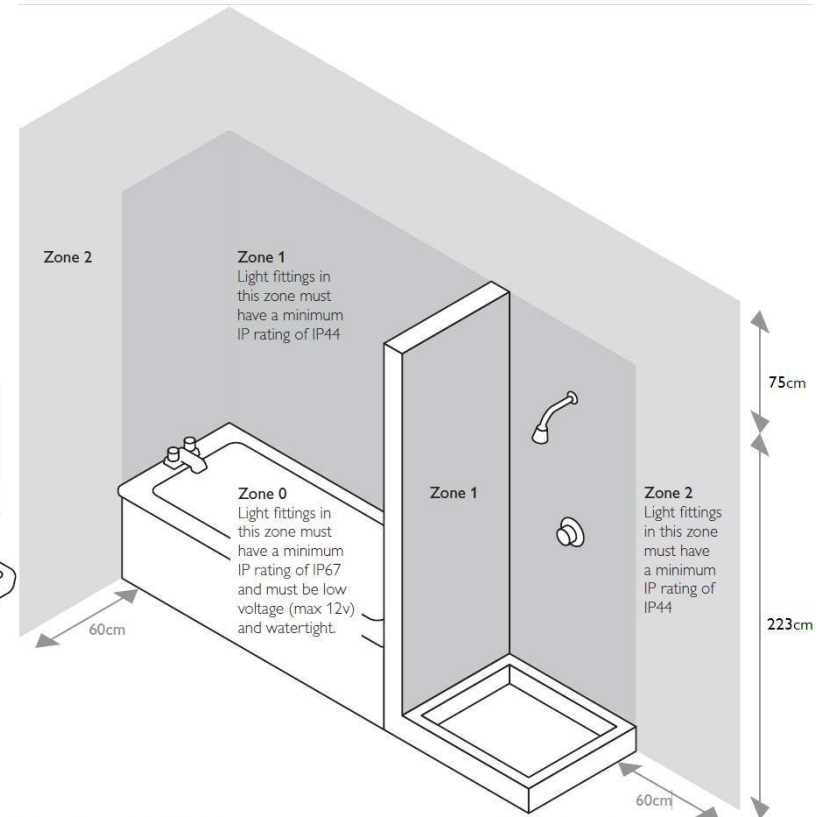 Zone 2
Zone 1
Light fittings in
this zone must
have a minimum
IP rating of IP44
75cm
Zone 0
Light fittings in
this zone must
have a minimum
IP rating of IP67
and must be low
voltage (max 12v)
and watertight.
Zone 1
Zone 2
Light fittings
in this zone
must have
a minimum
IP rating of
IP44
223cm
60cm
60cm